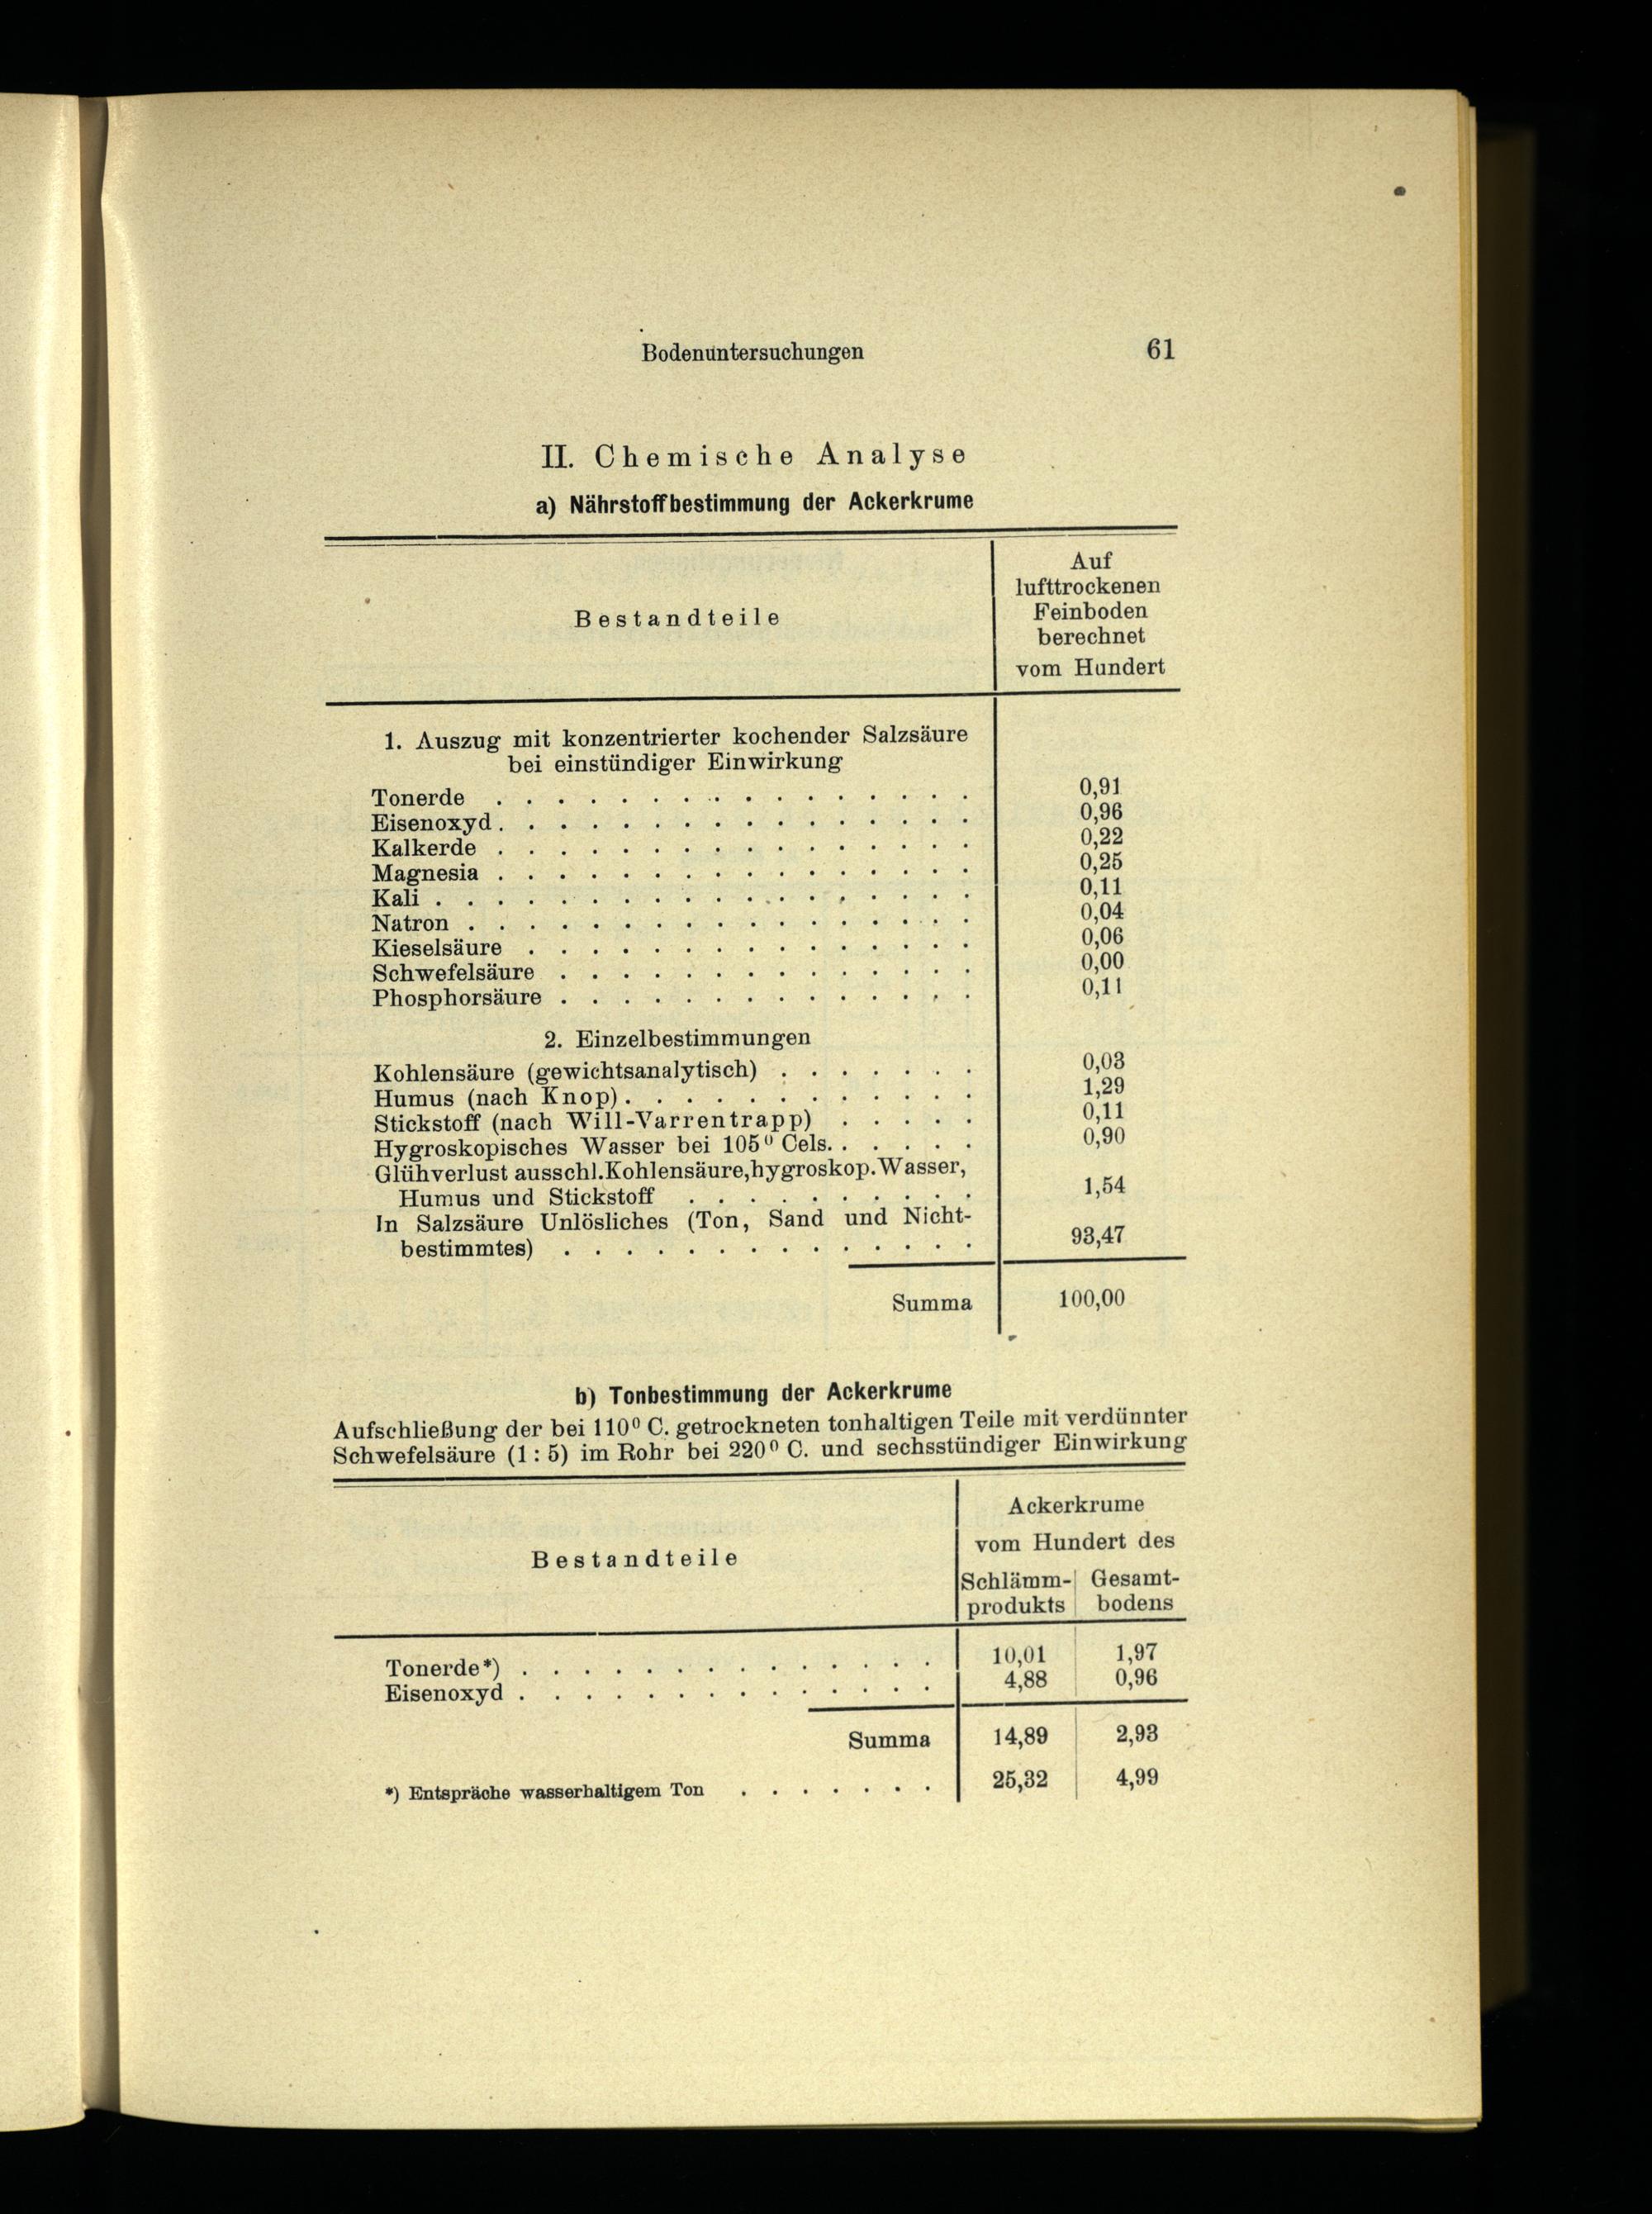 Bodenuntersuchungen 61
II. Chemische Analyse
a) Nährstoffbestimmung der Ackerkrume
Bestandteile
Auf
lufttrockenen
Feinboden
berechnet
vom Hundert
1. Auszug mit konzentrierter kochender Salzsäure
bei einstündiger Einwirkung
Tonerde . . . . . . . . . . . . . . . . 0,91
Eisenoxyd . . . . . . . . . . . . . . . . 0,96
Kalkerde . . . . . . . . . . . . . . . . 0,22
Magnesia . . . . . . . . . . . . . . . . 0,25
Kali . . . . . . . . . . . . . . . . . . 0,11
Natron . . . . . . . . . . . . . . . . . 0,04
Kieselsäure . . . . . . . . . . . . . . . 0,06
Schwefelsäure . . . . . . . . . . . . . . 0,00
Phosphorsäure . . . . . . . . . . . . . . 0,11
2. Einzelbestimmungen
Kohlensäure (gewichtsanalytisch) . . . . . . . 0,03
Humus (nach Knop) . . . . . . . . . . . . 1,29
Stickstoff (nach Will-Varrentrapp) . . . . . 0,11
Hygroskopisches Wasser bei 105⁰ Cels. . . . . . 0,90
Glühverlust ausschl. Kohlensäure, hygroskop. Wasser,
Humus und Stickstoff . . . . . . . . . . 1,54
In Salzsäure Unlösliches (Ton, Sand und Nicht-
bestimmtes) . . . . . . . . . . . . . . 93,47
Summa 100,00
b) Tonbestimmung der Ackerkrume
Aufschließung der bei 110⁰ C. getrockneten tonhaltigen Teile mit verdünnter
Schwefelsäure (1 : 5) im Rohr bei 220⁰ C. und sechsstündiger Einwirkung
Bestandteile
Ackerkrume
vom Hundert des
Schlämm- Gesamt-
produkts bodens
Tonerde*) . . . . . . . . . . . . . . 10,01 1,97
Eisenoxyd . . . . . . . . . . . . . . 4,88 0,96
Summa 14,89 2,93
*) Entspräche wasserhaltigem Ton . . . . . . . 25,32 4,99